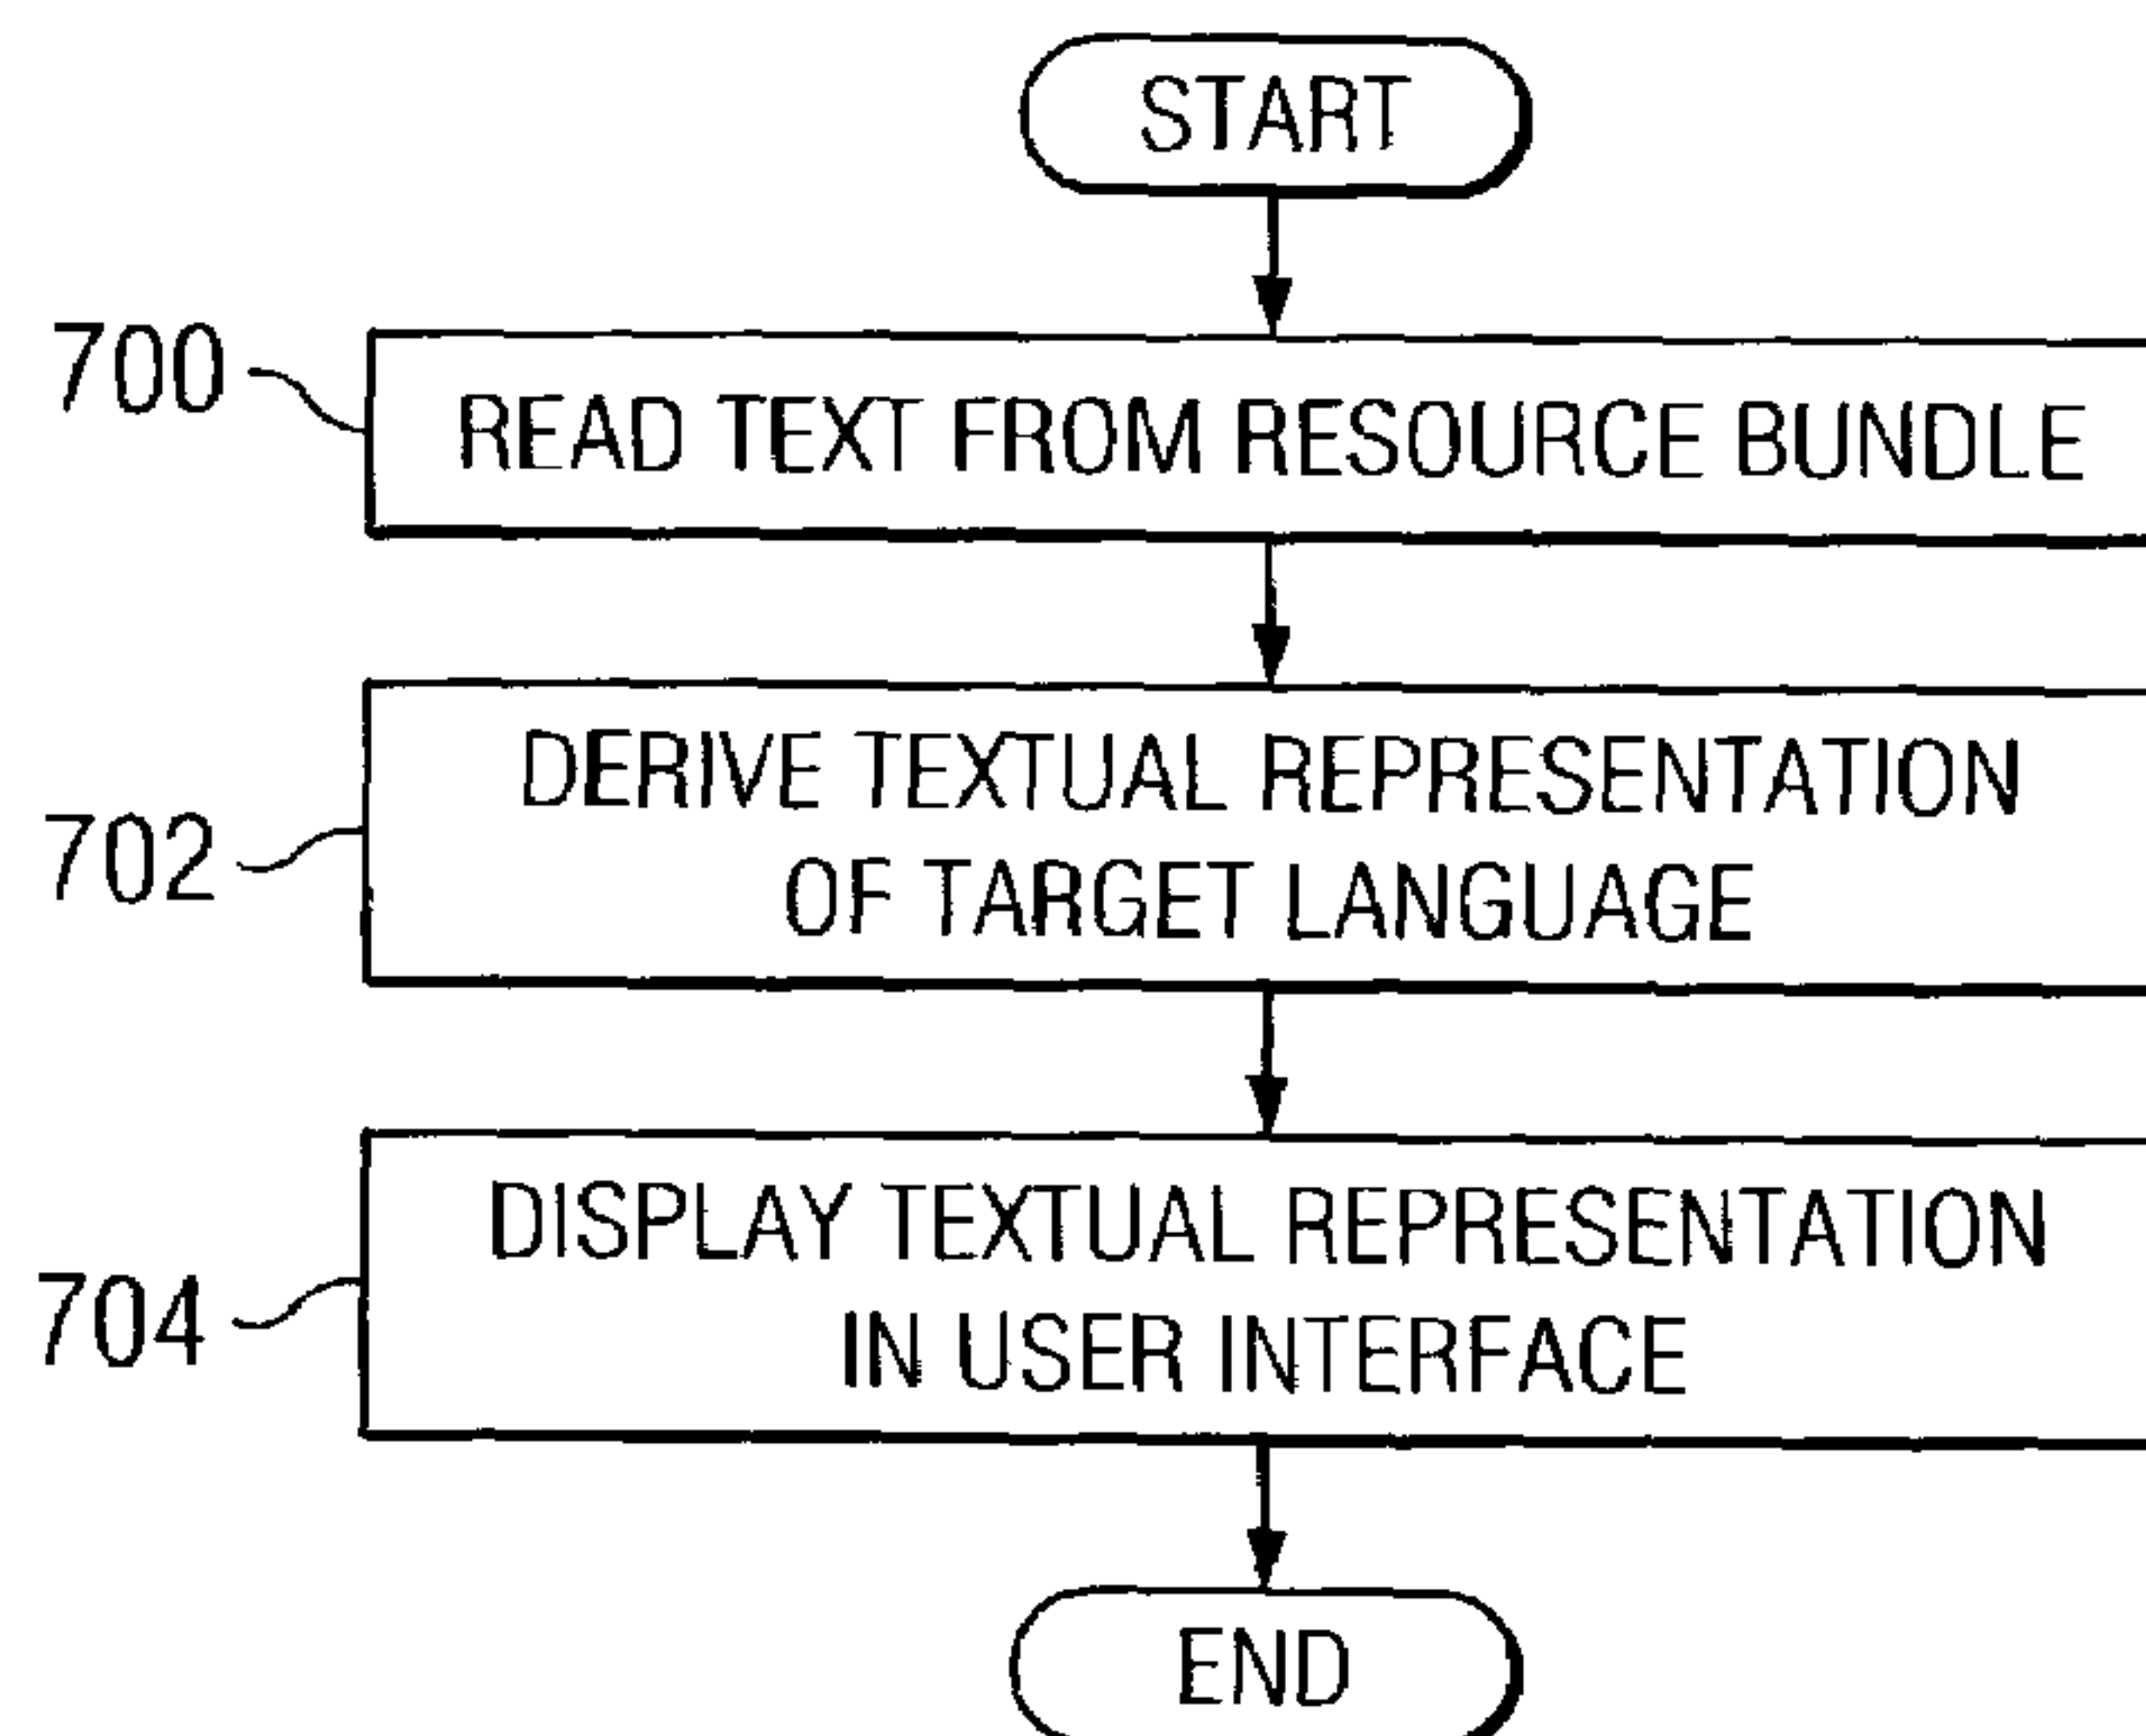 START
700
READ TEXT FROM RESOURCE BUNDLE
702
DERIVE TEXTUAL REPRESENTATION
OF TARGET LANGUAGE
704
DISPLAY TEXTUAL REPRESENTATION
IN USER INTERFACE
END